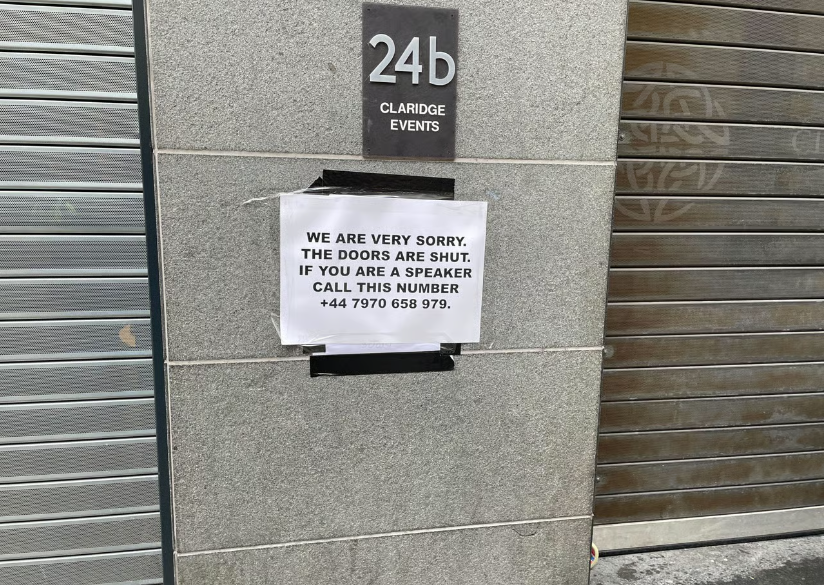 24b
CLARIDGE
EVENTS
WE ARE VERY SORRY.
THE DOORS ARE SHUT.
IF YOU ARE A SPEAKER
CALL THIS NUMBER
+44 7970 658 979.